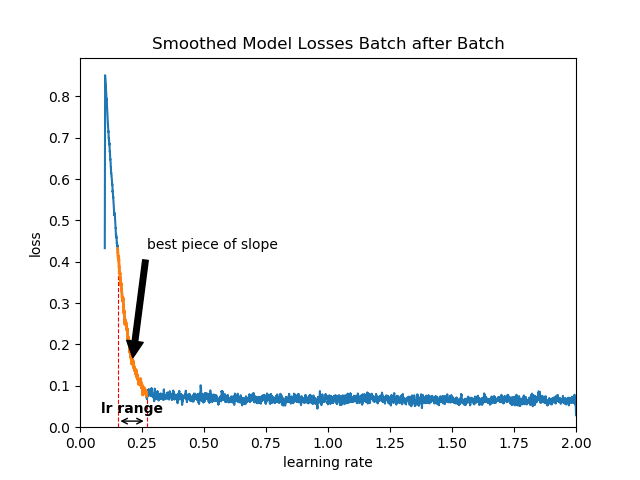 Smoothed Model Losses Batch after Batch
0.8
0.7
0.6
0.5
0.4
0.3
0.2
0.1
0.0
loss
best piece of slope
lr range
0.00 0.25 0.50 0.75 1.00 1.25 1.50 1.75 2.00
learning rate